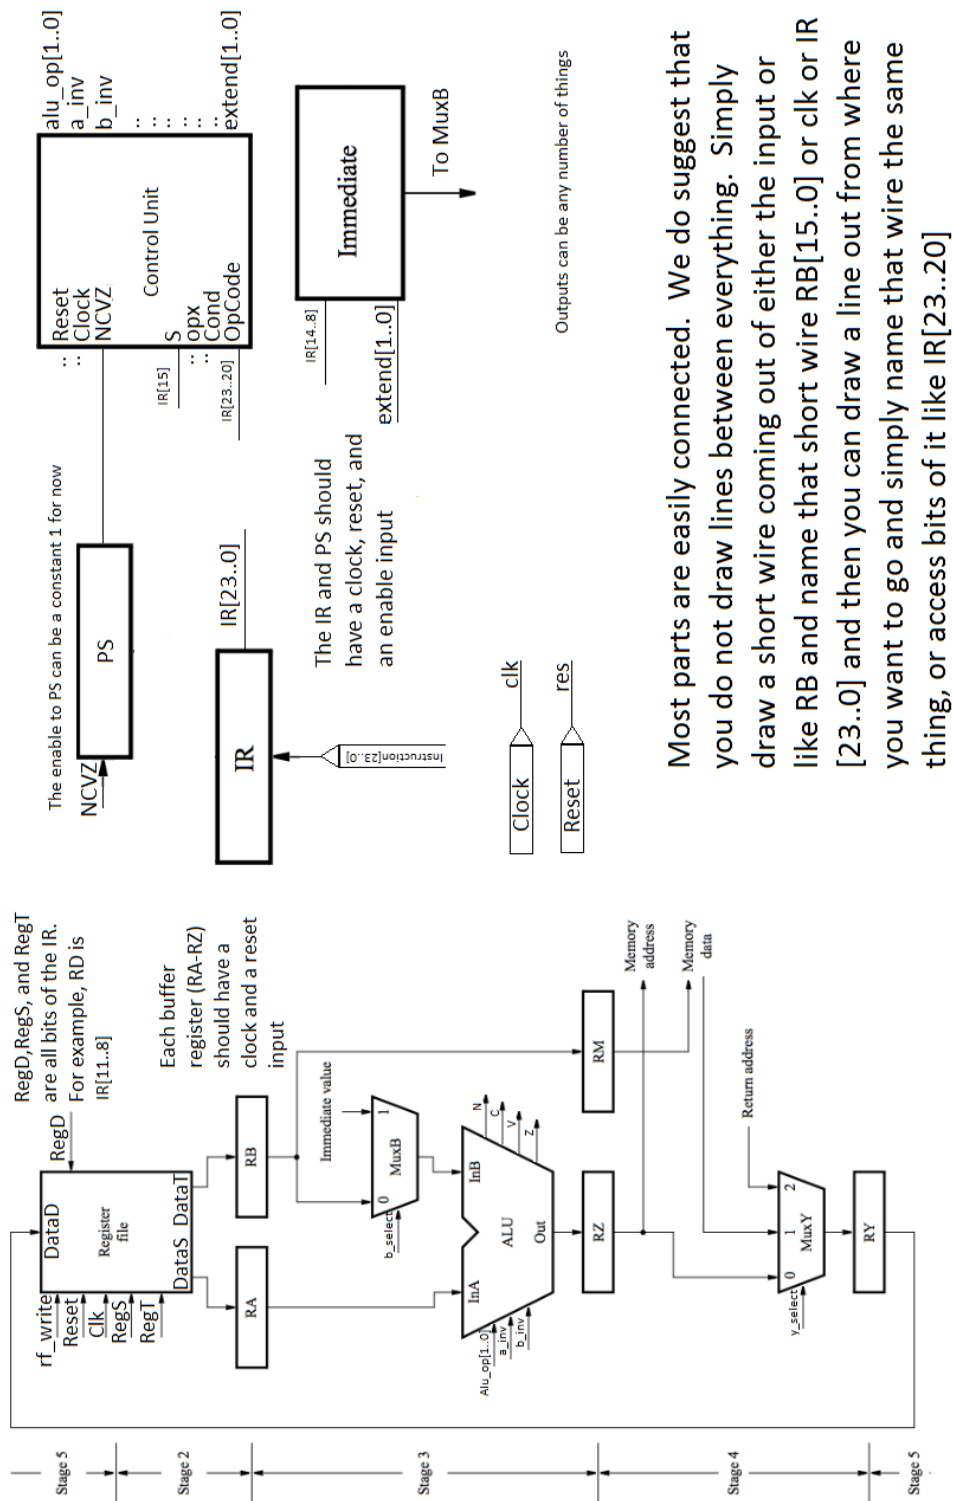 RegD,RegS, and RegT
are all bits of the IR.
For example, RD is
IR[11..8]
RegD
DataD
Register
file
DataS DataT
rf_write
Reset
Clk
RegS
RegT
Each buffer
register (RA-RZ)
should have a
clock and a reset
input
RA
RB
Immediate value
0
1
MuxB
b_select
InA
InB
ALU
Out
Alu_op[1..0]
a_inv
b_inv
N
C
V
Z
RZ
RM
Memory
address
Memory
data
Return address
0
1
2
MuxY
y_select
RY
Stage 5
Stage 2
Stage 3
Stage 4
Stage 5
The enable to PS can be a constant 1 for now
NCVZ
PS
IR
IR[23..0]
Instruction[23..0]
The IR and PS should
have a clock, reset, and
an enable input
Clock
clk
Reset
res
:: Reset
:: Clock
NCVZ
Control Unit
IR[15]
S
:: opx
:: Cond
IR[23..20]
OpCode
alu_op[1..0]
a_inv
b_inv
::
::
::
::
::
::
extend[1..0]
IR[14..8]
extend[1..0]
Immediate
To MuxB
Outputs can be any number of things
Most parts are easily connected. We do suggest that
you do not draw lines between everything. Simply
draw a short wire coming out of either the input or
like RB and name that short wire RB[15..0] or clk or IR
[23..0] and then you can draw a line out from where
you want to go and simply name that wire the same
thing, or access bits of it like IR[23..20]